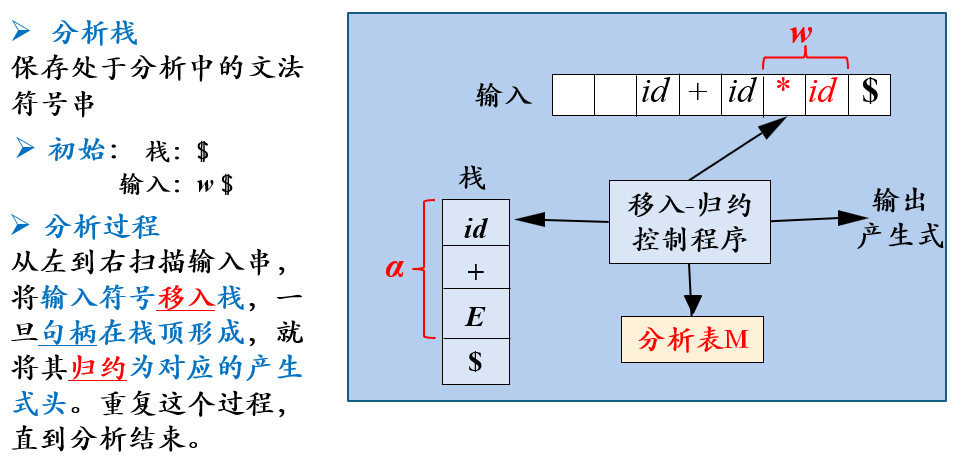 ➢ 分析栈
保存处于分析中的文法
符号串
➢ 初始： 栈：$
输入：w $
➢ 分析过程
从左到右扫描输入串，
将输入符号移入栈，一
旦句柄在栈顶形成，就
将其归约为对应的产生
式头。重复这个过程，
直到分析结束。
w
输入 id + id * id $
栈
id
+
E
$
α
移入-归约
控制程序
输出
产生式
分析表M